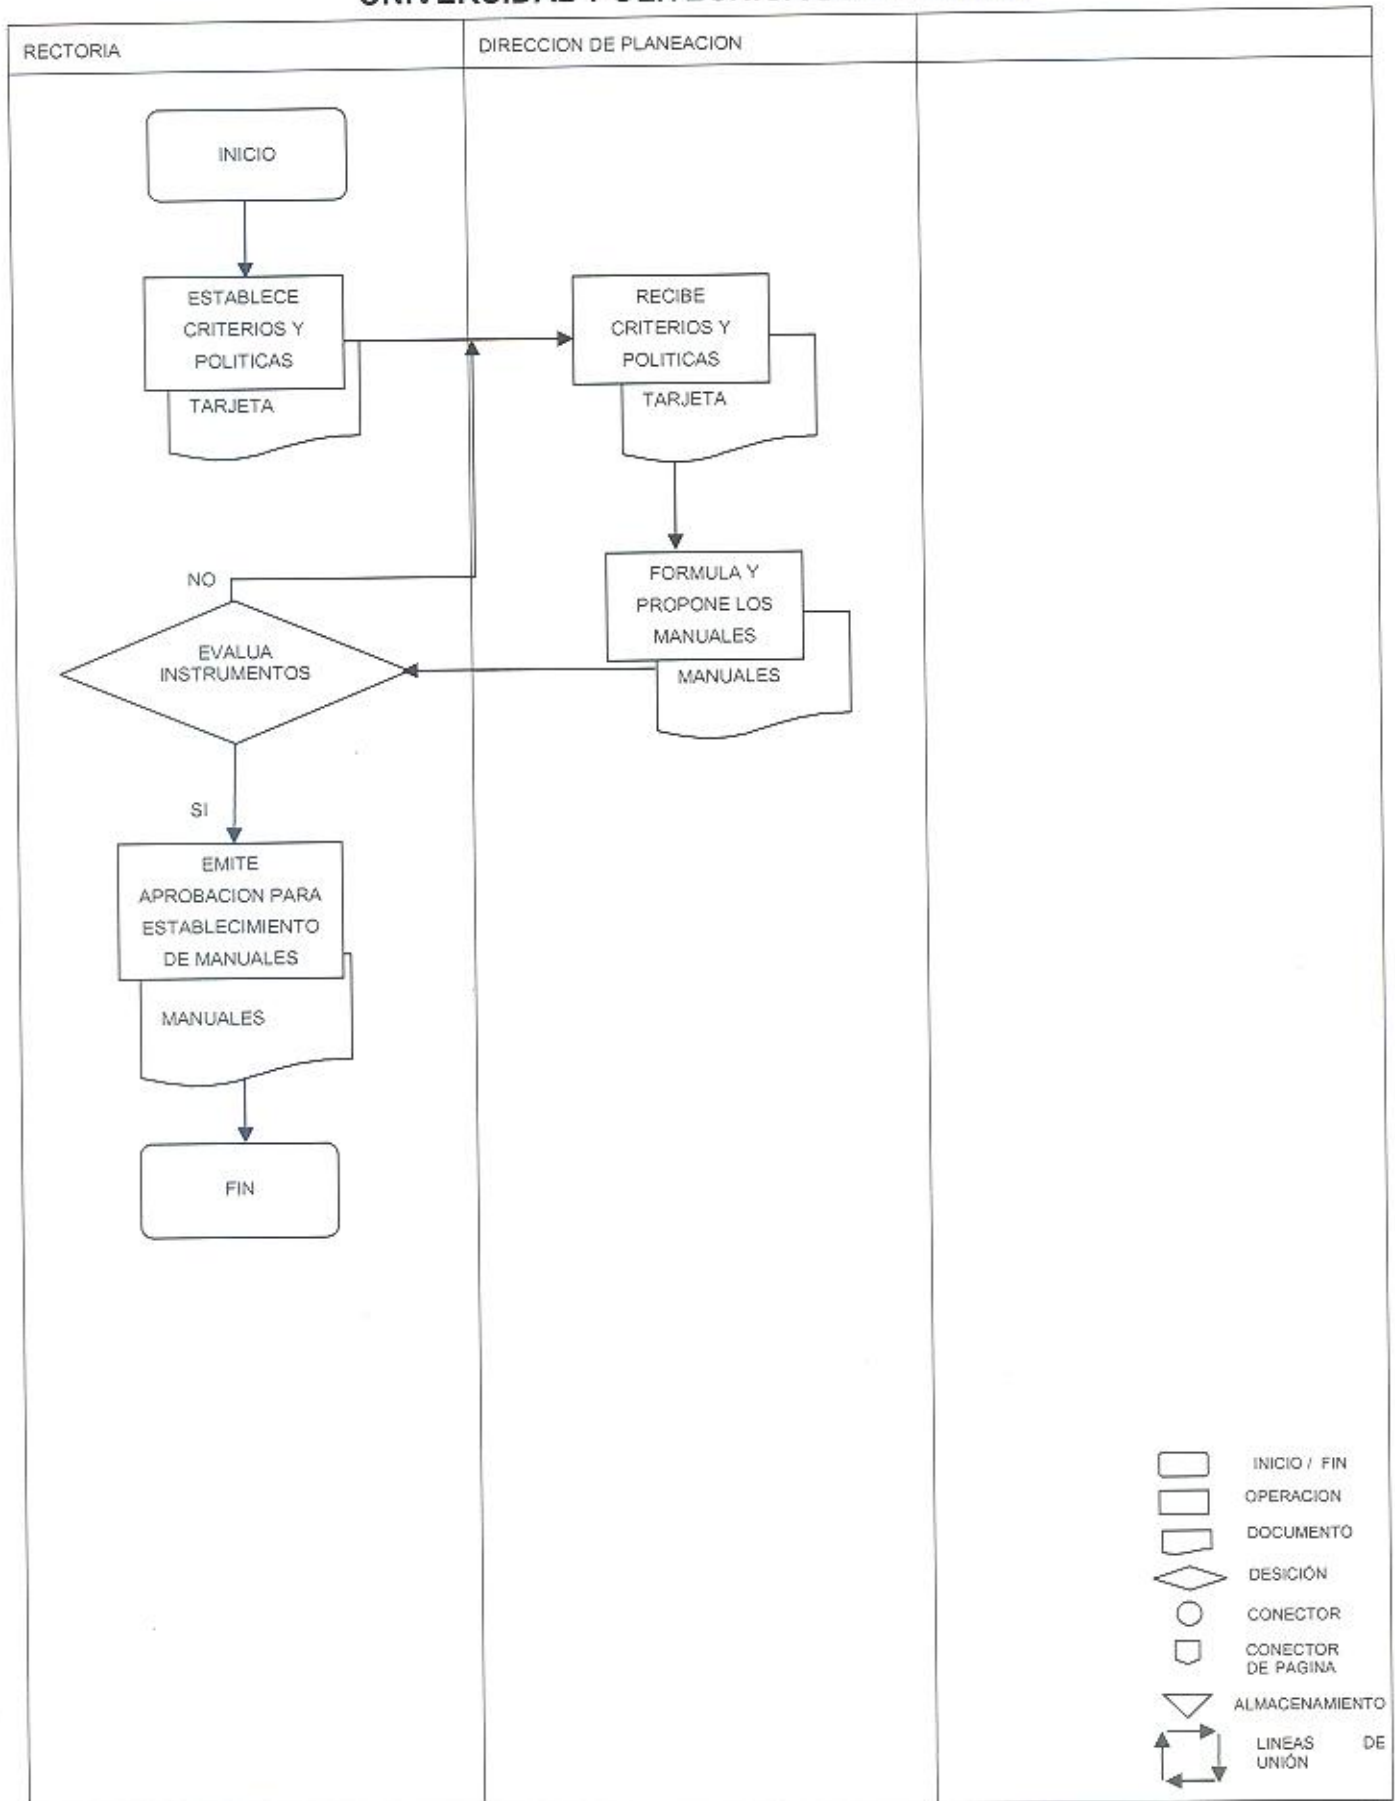 RECTORIA
DIRECCION DE PLANEACION
INICIO
ESTABLECE
CRITERIOS Y
POLITICAS
TARJETA
RECIBE
CRITERIOS Y
POLITICAS
TARJETA
FORMULA Y
PROPONE LOS
MANUALES
MANUALES
NO
EVALUA
INSTRUMENTOS
SI
EMITE
APROBACION PARA
ESTABLECIMIENTO
DE MANUALES
MANUALES
FIN
INICIO / FIN
OPERACION
DOCUMENTO
DESICIÓN
CONECTOR
CONECTOR
DE PAGINA
ALMACENAMIENTO
LINEAS DE
UNIÓN